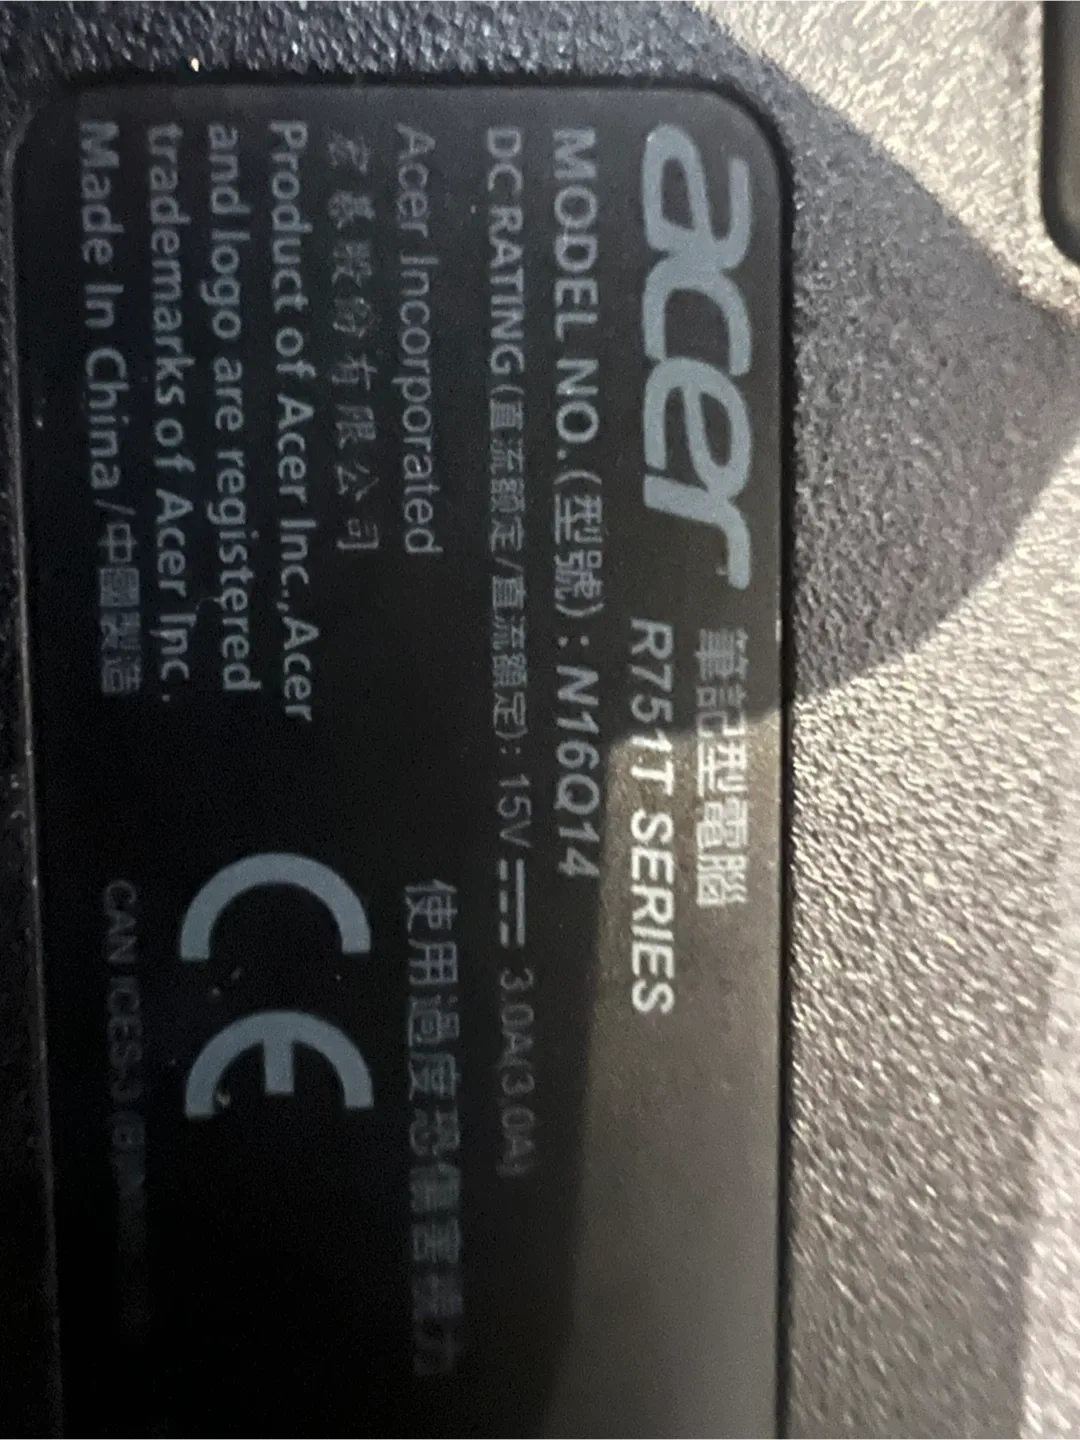 acer 筆記型電腦
R751T SERIES
MODEL NO.(型號): N16Q14
DC RATING(直流額定/直流額定): 15V⎓3.0A(3.0A)
Acer Incorporated
宏碁股份有限公司
使用過度恐傷害視力
Product of Acer Inc.,Acer
and logo are registered
trademarks of Acer Inc.
Made In China/中國製造
CE
CAN ICES-3